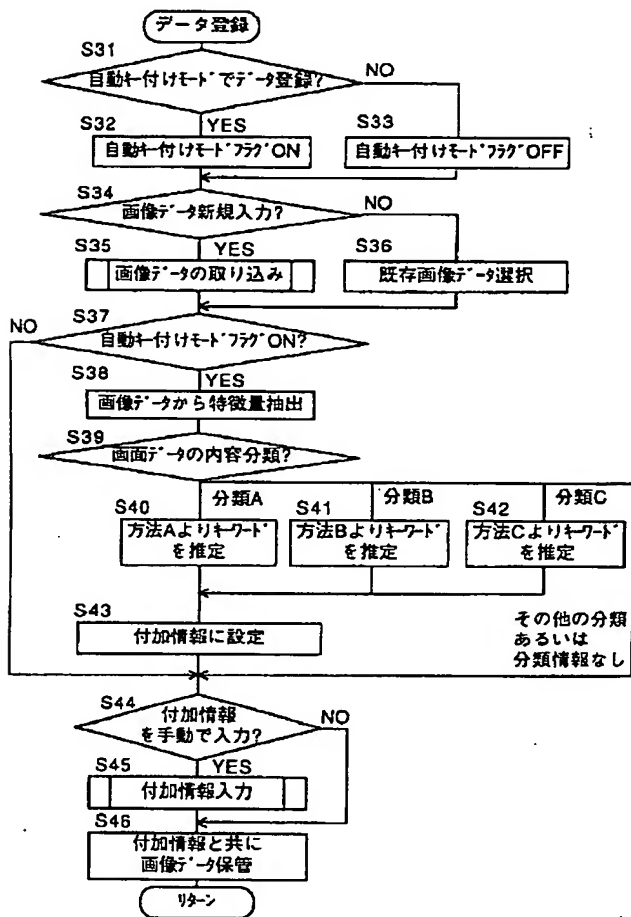 データ登録
S31
自動キー付けモードでデータ登録?
NO
S32
YES
S33
自動キー付けモードフラグON
自動キー付けモードフラグOFF
S34
画像データ新規入力?
NO
S35
YES
S36
画像データの取り込み
既存画像データ選択
S37
NO
自動キー付けモードフラグON?
S38
YES
画像データから特徴量抽出
S39
画面データの内容分類?
S40
分類A
S41
分類B
S42
分類C
方法Aよりキーワード
を推定
方法Bよりキーワード
を推定
方法Cよりキーワード
を推定
S43
付加情報に設定
その他の分類
あるいは
分類情報なし
S44
付加情報
を手動で入力?
NO
S45
YES
付加情報入力
S46
付加情報と共に
画像データ保管
リターン